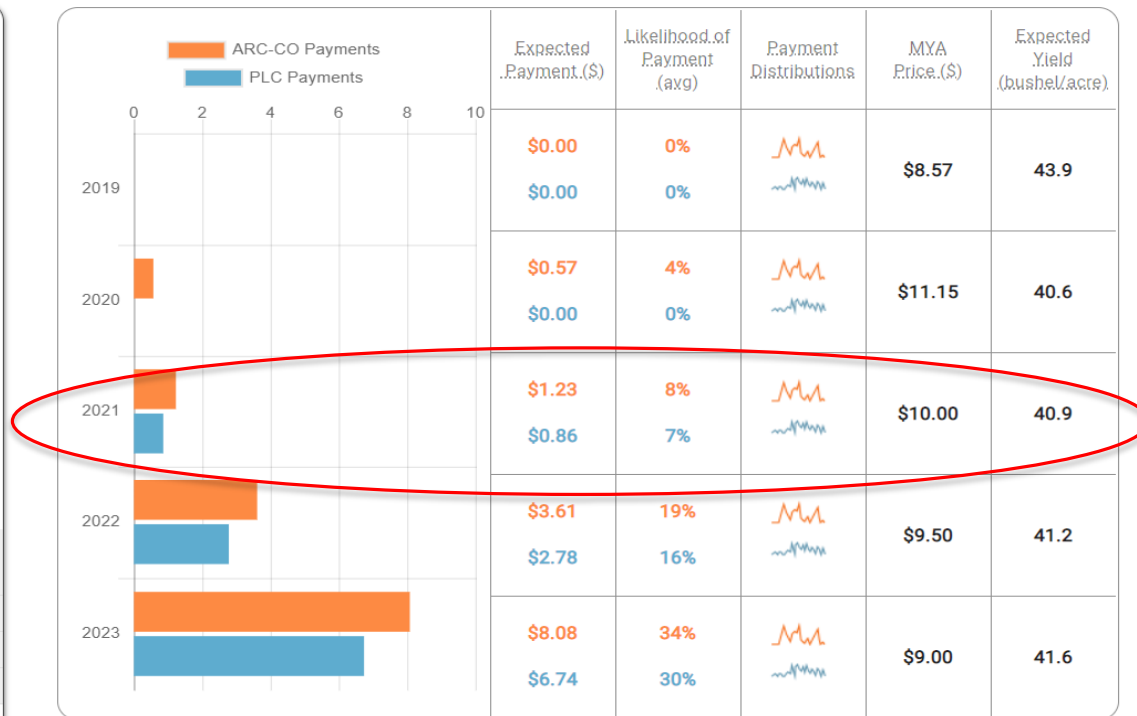 ARC-CO Payments
PLC Payments
0 2 4 6 8 10
Expected
Payment ($)
Likelihood of
Payment
(avg)
Payment
Distributions
MYA
Price ($)
Expected
Yield
(bushel/acre)
2019
$0.00 0%
$0.00 0%
$8.57 43.9
2020
$0.57 4%
$0.00 0%
$11.15 40.6
2021
$1.23 8%
$0.86 7%
$10.00 40.9
2022
$3.61 19%
$2.78 16%
$9.50 41.2
2023
$8.08 34%
$6.74 30%
$9.00 41.6